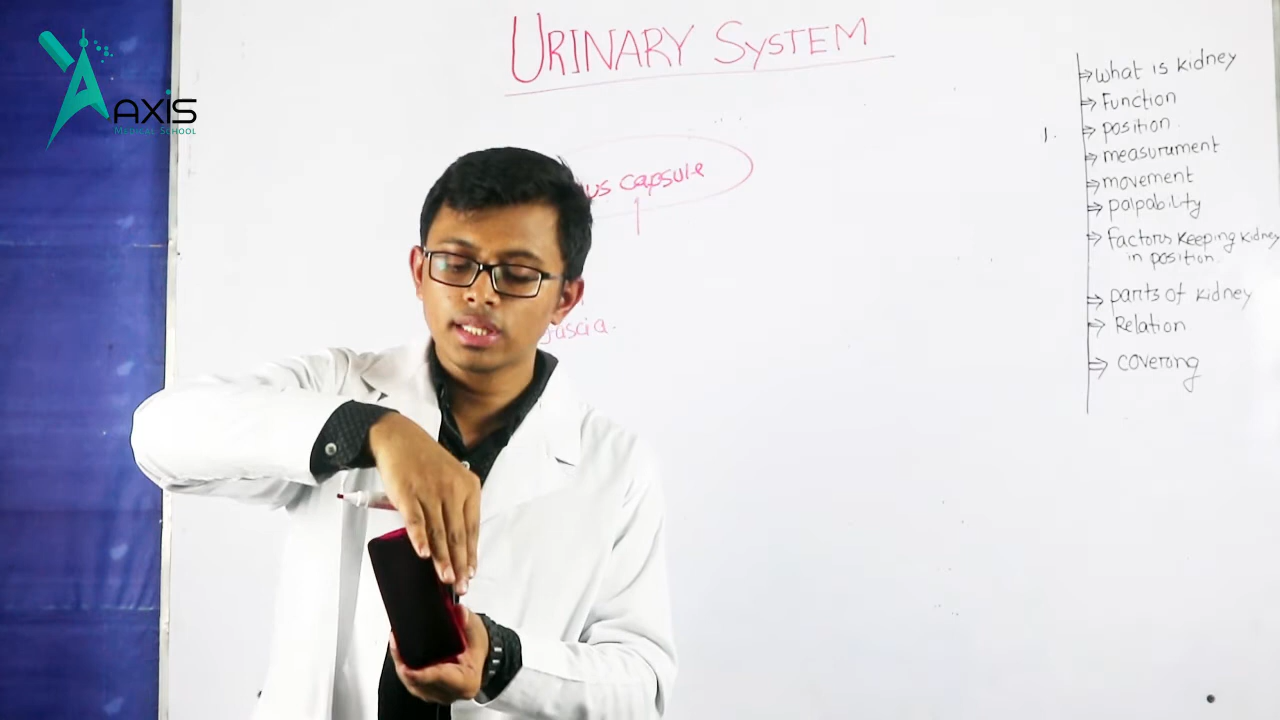 URINARY SYSTEM
AXIS
MEDICAL SCHOOL
capsule
fascia.
1.
what is kidney
Function
position.
measurument
movement
palpability
Factors keeping kidney
in position.
parts of kidney
Relation
covering